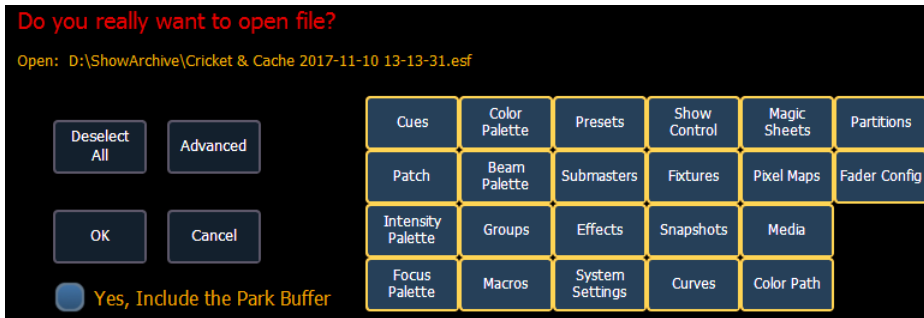 Do you really want to open file?
Open: D:\ShowArchive\Cricket & Cache 2017-11-10 13-13-31.esf
Deselect
All
Advanced
OK
Cancel
Yes, Include the Park Buffer
Cues
Color
Palette
Presets
Show
Control
Magic
Sheets
Partitions
Patch
Beam
Palette
Submasters
Fixtures
Pixel Maps
Fader Config
Intensity
Palette
Groups
Effects
Snapshots
Media
Focus
Palette
Macros
System
Settings
Curves
Color Path